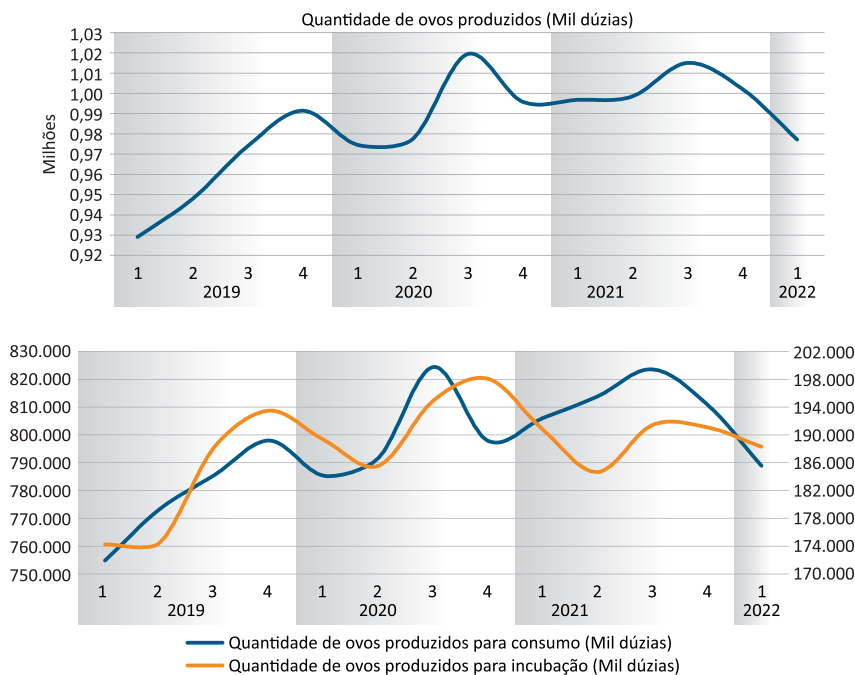 Quantidade de ovos produzidos (Mil dúzias)
Milhões
1,03
1,02
1,01
1,00
0,99
0,98
0,97
0,96
0,95
0,94
0,93
0,92
1 2 3 4 1 2 3 4 1 2 3 4 1
2019 2020 2021 2022
830.000 202.000
820.000 198.000
810.000 194.000
800.000 190.000
790.000 186.000
780.000 182.000
770.000 178.000
760.000 174.000
750.000 170.000
1 2 3 4 1 2 3 4 1 2 3 4 1
2019 2020 2021 2022
Quantidade de ovos produzidos para consumo (Mil dúzias)
Quantidade de ovos produzidos para incubação (Mil dúzias)